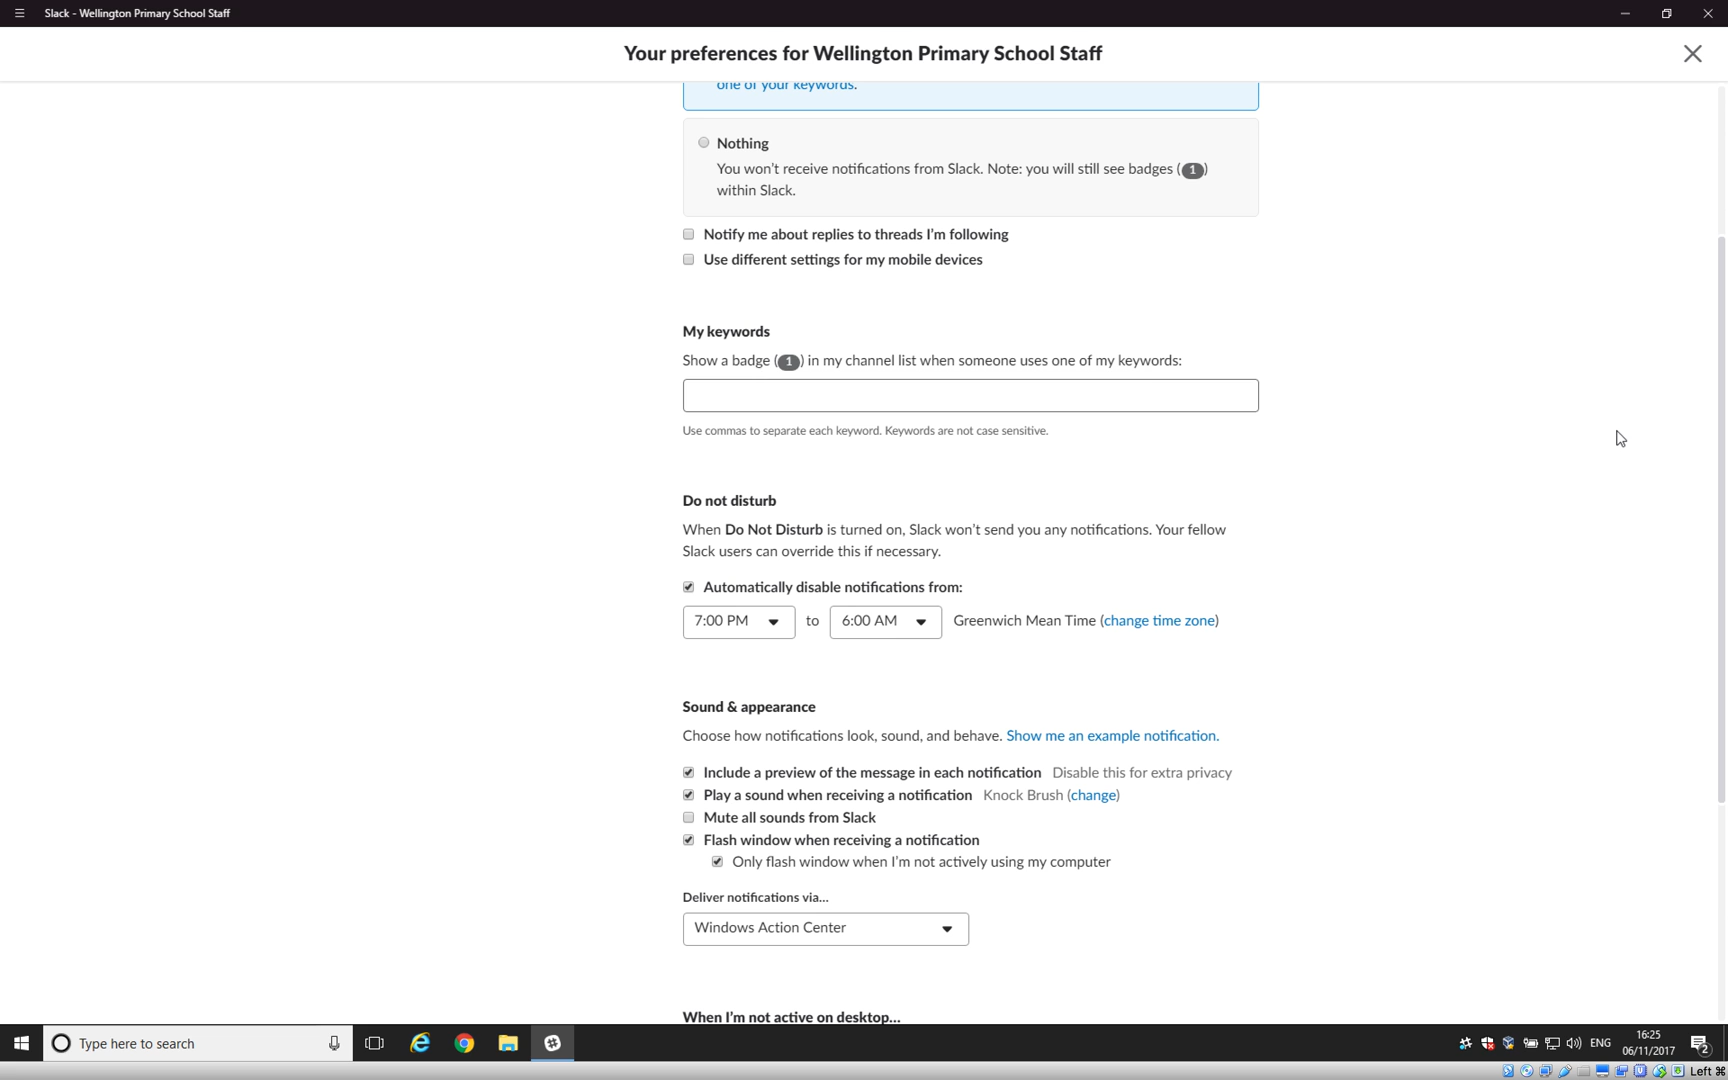 Slack - Wellington Primary School Staff
Your preferences for Wellington Primary School Staff
one of your keywords.
Nothing
You won't receive notifications from Slack. Note: you will still see badges (1)
within Slack.
Notify me about replies to threads I'm following
Use different settings for my mobile devices
My keywords
Show a badge (1) in my channel list when someone uses one of my keywords:
Use commas to separate each keyword. Keywords are not case sensitive.
Do not disturb
When Do Not Disturb is turned on, Slack won't send you any notifications. Your fellow
Slack users can override this if necessary.
Automatically disable notifications from:
7:00 PM to 6:00 AM Greenwich Mean Time (change time zone)
Sound & appearance
Choose how notifications look, sound, and behave. Show me an example notification.
Include a preview of the message in each notification Disable this for extra privacy
Play a sound when receiving a notification Knock Brush (change)
Mute all sounds from Slack
Flash window when receiving a notification
Only flash window when I'm not actively using my computer
Deliver notifications via...
Windows Action Center
When I'm not active on desktop...
Type here to search
ENG
16:25
06/11/2017
2
Left ⌘